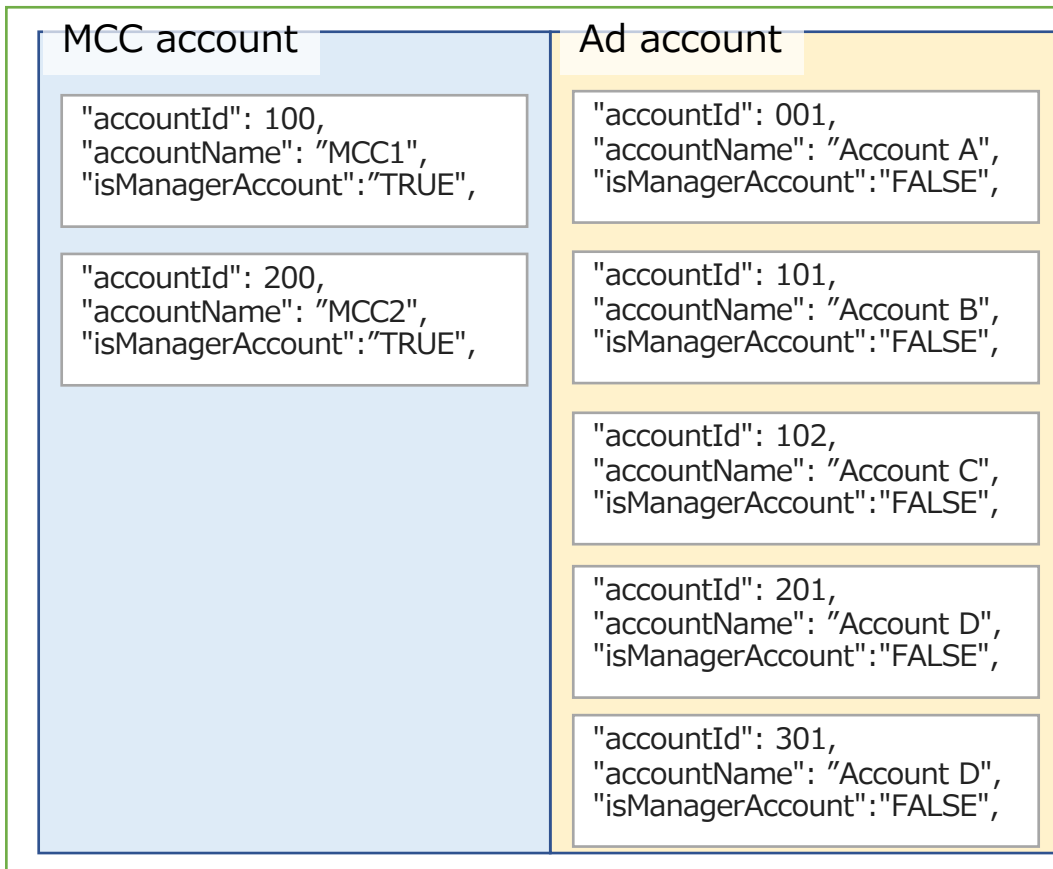 MCC account
"accountId": 100,
"accountName": ”MCC1",
"isManagerAccount":”TRUE",
"accountId": 200,
"accountName": ”MCC2",
"isManagerAccount":”TRUE",
Ad account
"accountId": 001,
"accountName": ”Account A",
"isManagerAccount":"FALSE",
"accountId": 101,
"accountName": ”Account B",
"isManagerAccount":"FALSE",
"accountId": 102,
"accountName": ”Account C",
"isManagerAccount":"FALSE",
"accountId": 201,
"accountName": ”Account D",
"isManagerAccount":"FALSE",
"accountId": 301,
"accountName": ”Account D",
"isManagerAccount":"FALSE",